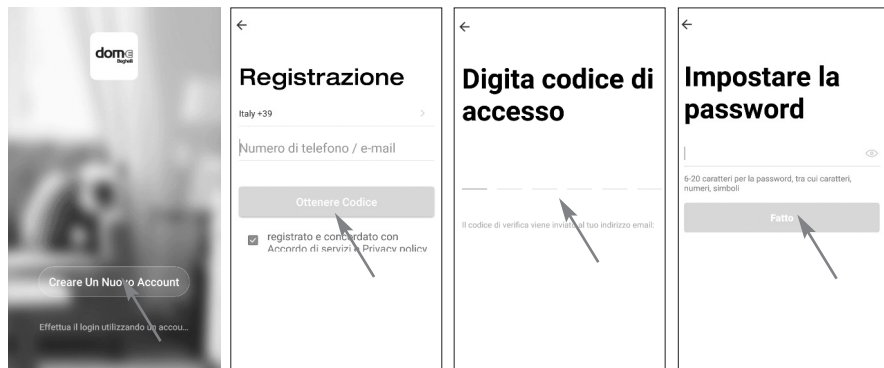 dome
Beghelli
Creare Un Nuovo Account
Effettua il login utilizzando un accou...
Registrazione
Italy +39
Numero di telefono / e-mail
Ottenere Codice
registrato e concordato con
Accordo di servizi e Privacy policy
Digita codice di
accesso
Il codice di verifica viene inviato al tuo indirizzo email:
Impostare la
password
6-20 caratteri per la password, tra cui caratteri,
numeri, simboli
Fatto